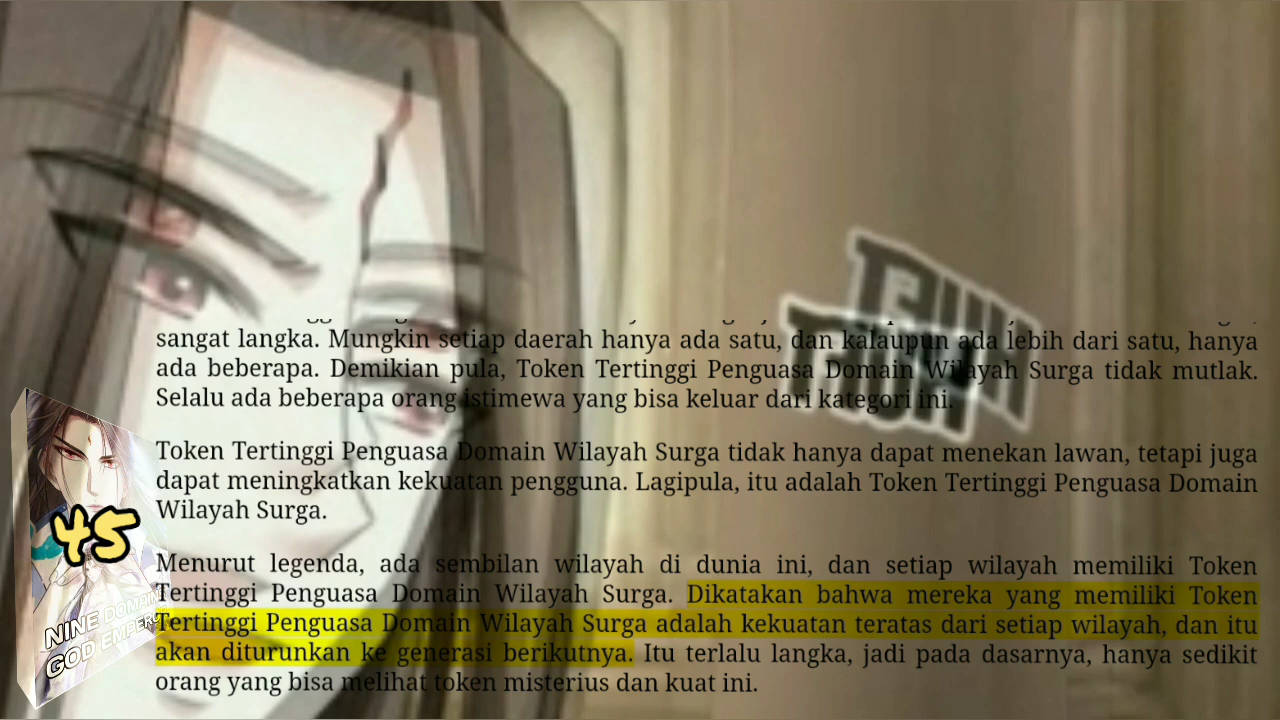 sangat langka. Mungkin setiap daerah hanya ada satu, dan kalaupun ada lebih dari satu, hanya
ada beberapa. Demikian pula, Token Tertinggi Penguasa Domain Wilayah Surga tidak mutlak.
Selalu ada beberapa orang istimewa yang bisa keluar dari kategori ini.
Token Tertinggi Penguasa Domain Wilayah Surga tidak hanya dapat menekan lawan, tetapi juga
dapat meningkatkan kekuatan pengguna. Lagipula, itu adalah Token Tertinggi Penguasa Domain
Wilayah Surga.
Menurut legenda, ada sembilan wilayah di dunia ini, dan setiap wilayah memiliki Token
Tertinggi Penguasa Domain Wilayah Surga. Dikatakan bahwa mereka yang memiliki Token
Tertinggi Penguasa Domain Wilayah Surga adalah kekuatan teratas dari setiap wilayah, dan itu
akan diturunkan ke generasi berikutnya. Itu terlalu langka, jadi pada dasarnya, hanya sedikit
orang yang bisa melihat token misterius dan kuat ini.
45
NINE DOMAIN
GOD EMPEROR